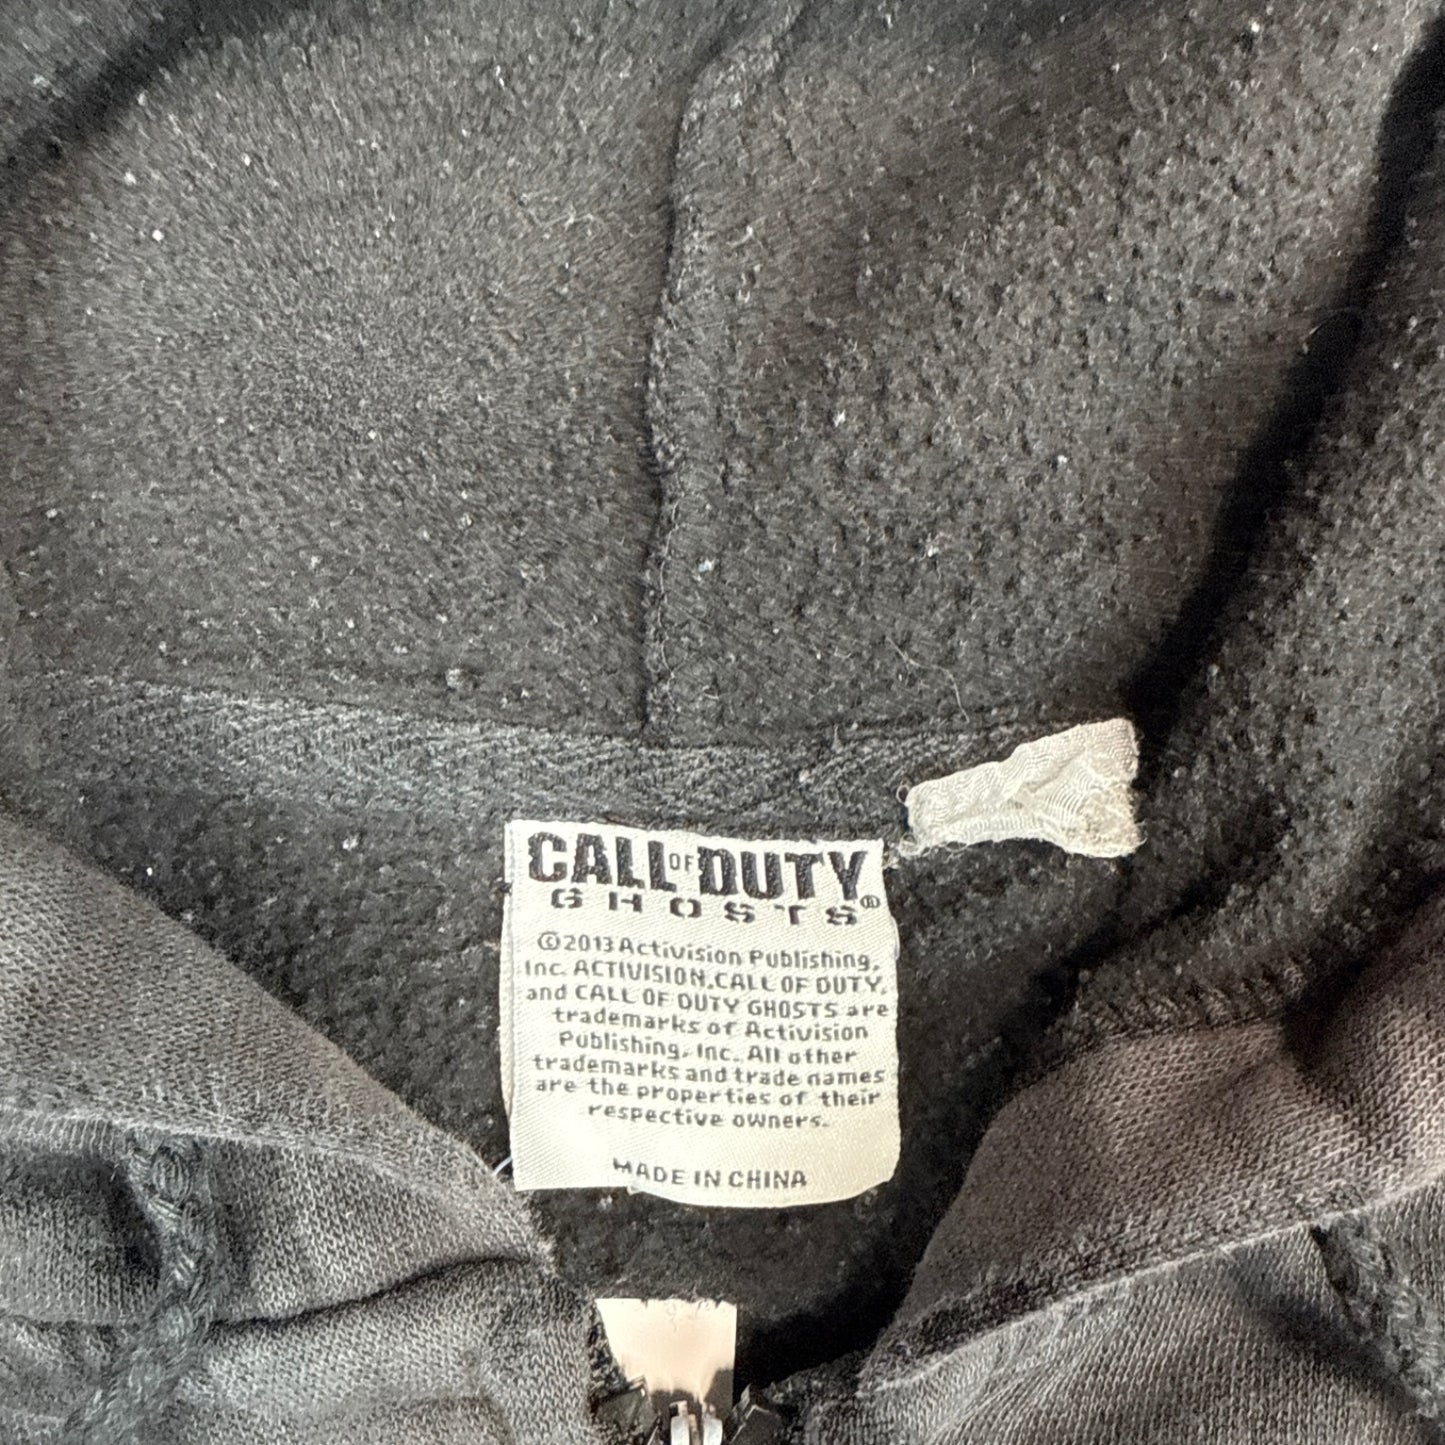 CALL OF DUTY
GHOSTS®
©2013 Activision Publishing,
Inc. ACTIVISION, CALL OF DUTY,
and CALL OF DUTY GHOSTS are
trademarks of Activision
Publishing, Inc. All other
trademarks and trade names
are the properties of their
respective owners.
MADE IN CHINA